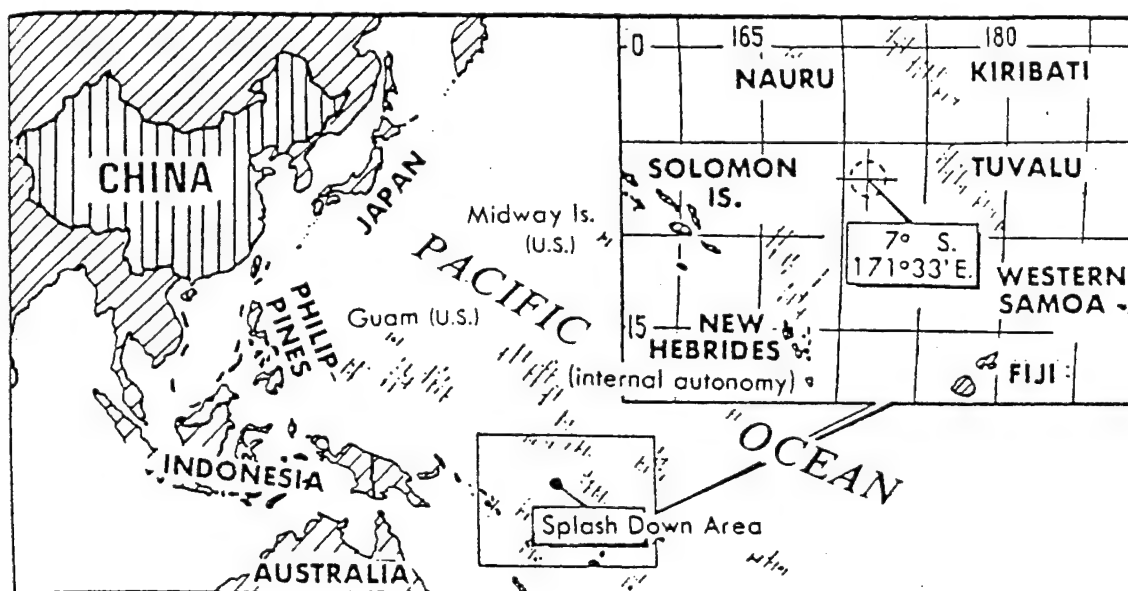 CHINA
JAPAN
PHILIP
PINES
Midway Is.
(U.S.)
Guam (U.S.)
PACIFIC
OCEAN
INDONESIA
AUSTRALIA
Splash Down Area
0
165
180
NAURU
KIRIBATI
SOLOMON
IS.
TUVALU
7° S.
171°33'E.
WESTERN
SAMOA
15
NEW
HEBRIDES
(internal autonomy)
FIJI